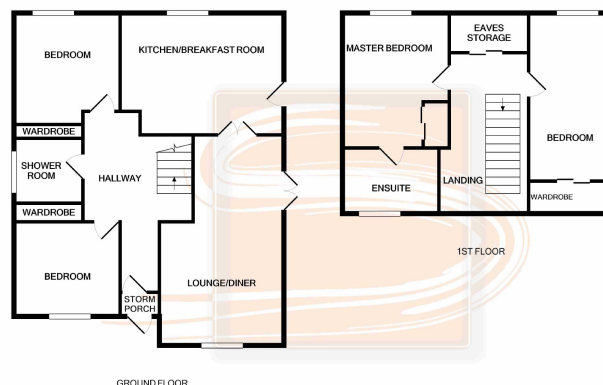 BEDROOM
KITCHEN/BREAKFAST ROOM
WARDROBE
SHOWER
ROOM
HALLWAY
WARDROBE
BEDROOM
STORM
PORCH
LOUNGE/DINER
GROUND FLOOR
MASTER BEDROOM
EAVES
STORAGE
BEDROOM
ENSUITE
LANDING
WARDROBE
1ST FLOOR